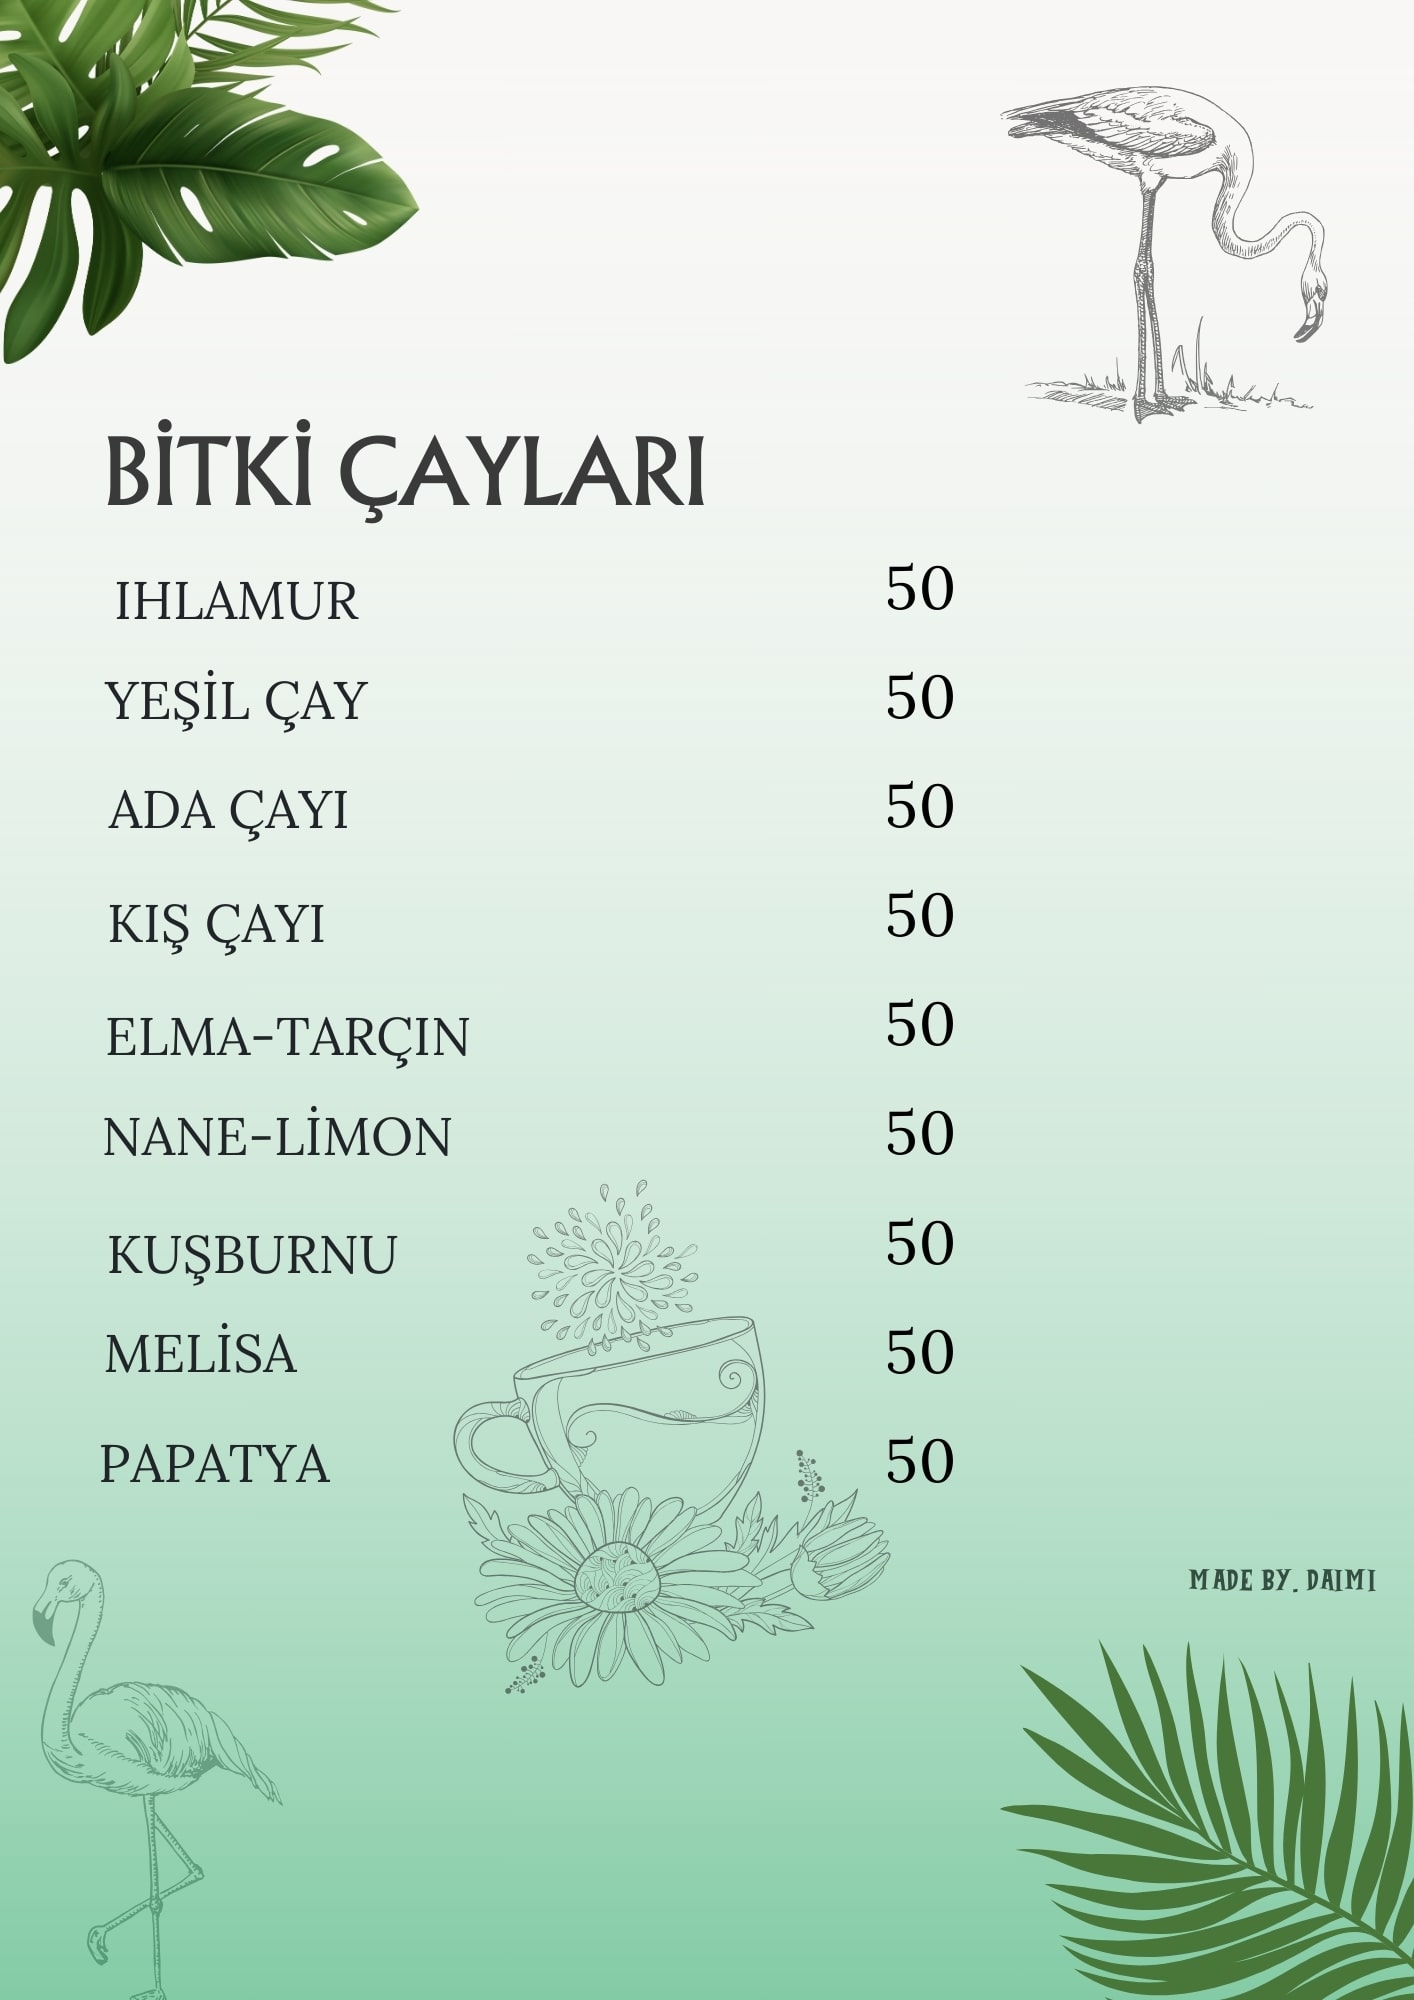 BİTKİ ÇAYLARI
IHLAMUR 50
YEŞİL ÇAY 50
ADA ÇAYI 50
KIŞ ÇAYI 50
ELMA-TARÇIN 50
NANE-LİMON 50
KUŞBURNU 50
MELİSA 50
PAPATYA 50
MADE BY. DAIMI